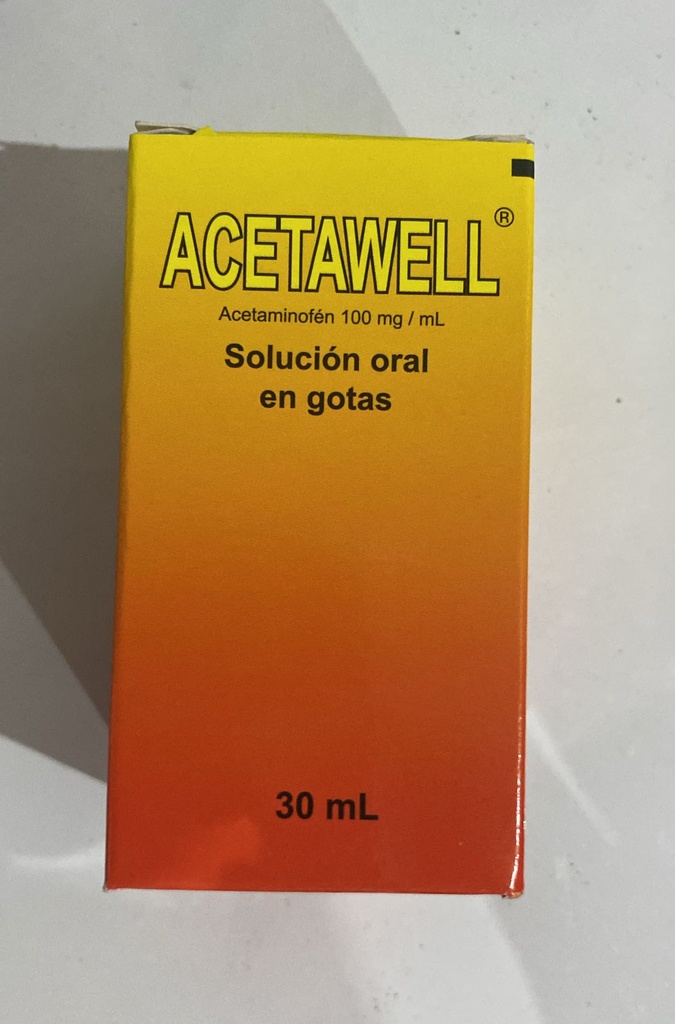 ACETAWELL®
Acetaminofén 100 mg / mL
Solución oral
en gotas
30 mL